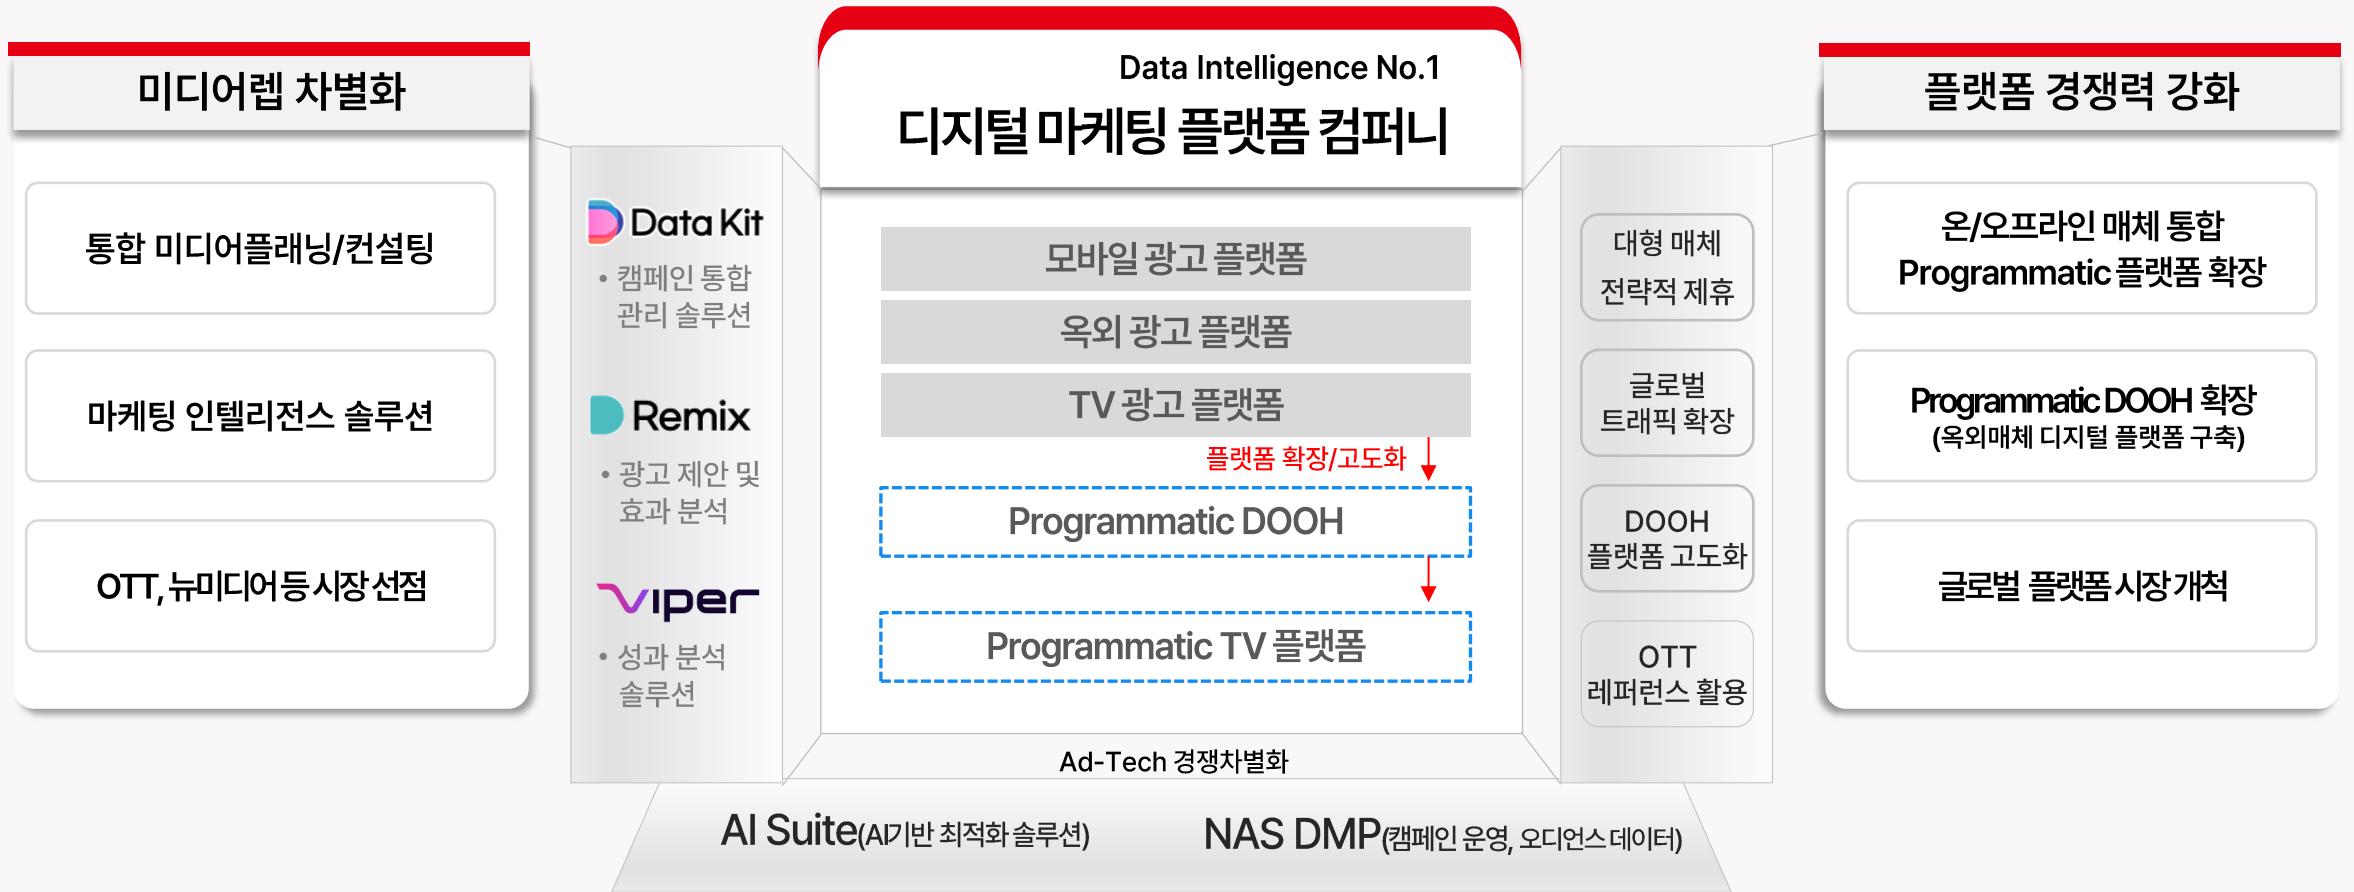 미디어렙 차별화
통합 미디어플래닝/컨설팅
마케팅 인텔리전스 솔루션
OTT, 뉴미디어 등 시장 선점
Data Kit
• 캠페인 통합
관리 솔루션
Remix
• 광고 제안 및
효과 분석
VIPER
• 성과 분석
솔루션
Data Intelligence No.1
디지털 마케팅 플랫폼 컴퍼니
모바일 광고 플랫폼
옥외 광고 플랫폼
TV 광고 플랫폼
플랫폼 확장/고도화
Programmatic DOOH
Programmatic TV 플랫폼
Ad-Tech 경쟁차별화
AI Suite(AI기반 최적화 솔루션)
NAS DMP(캠페인 운영, 오디언스 데이터)
대형 매체
전략적 제휴
글로벌
트래픽 확장
DOOH
플랫폼 고도화
OTT
레퍼런스 활용
플랫폼 경쟁력 강화
온/오프라인 매체 통합
Programmatic 플랫폼 확장
Programmatic DOOH 확장
(옥외매체 디지털 플랫폼 구축)
글로벌 플랫폼 시장 개척